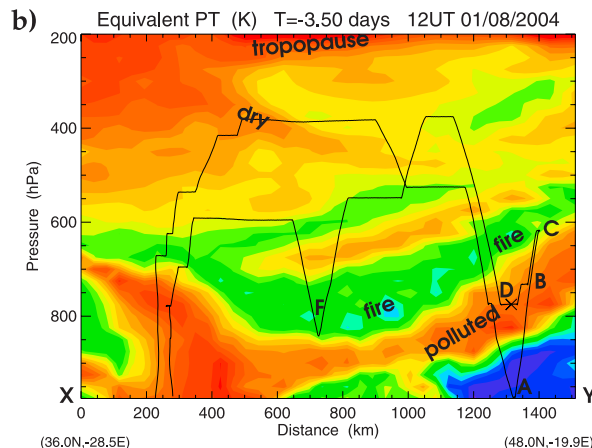 b) Equivalent PT (K) T=-3.50 days 12UT 01/08/2004
200
400
600
800
Pressure (hPa)
tropopause
dry
fire
fire
polluted
F
D
B
C
A
X
Y
0 200 400 600 800 1000 1200 1400
Distance (km)
(36.0N,-28.5E) (48.0N,-19.9E)